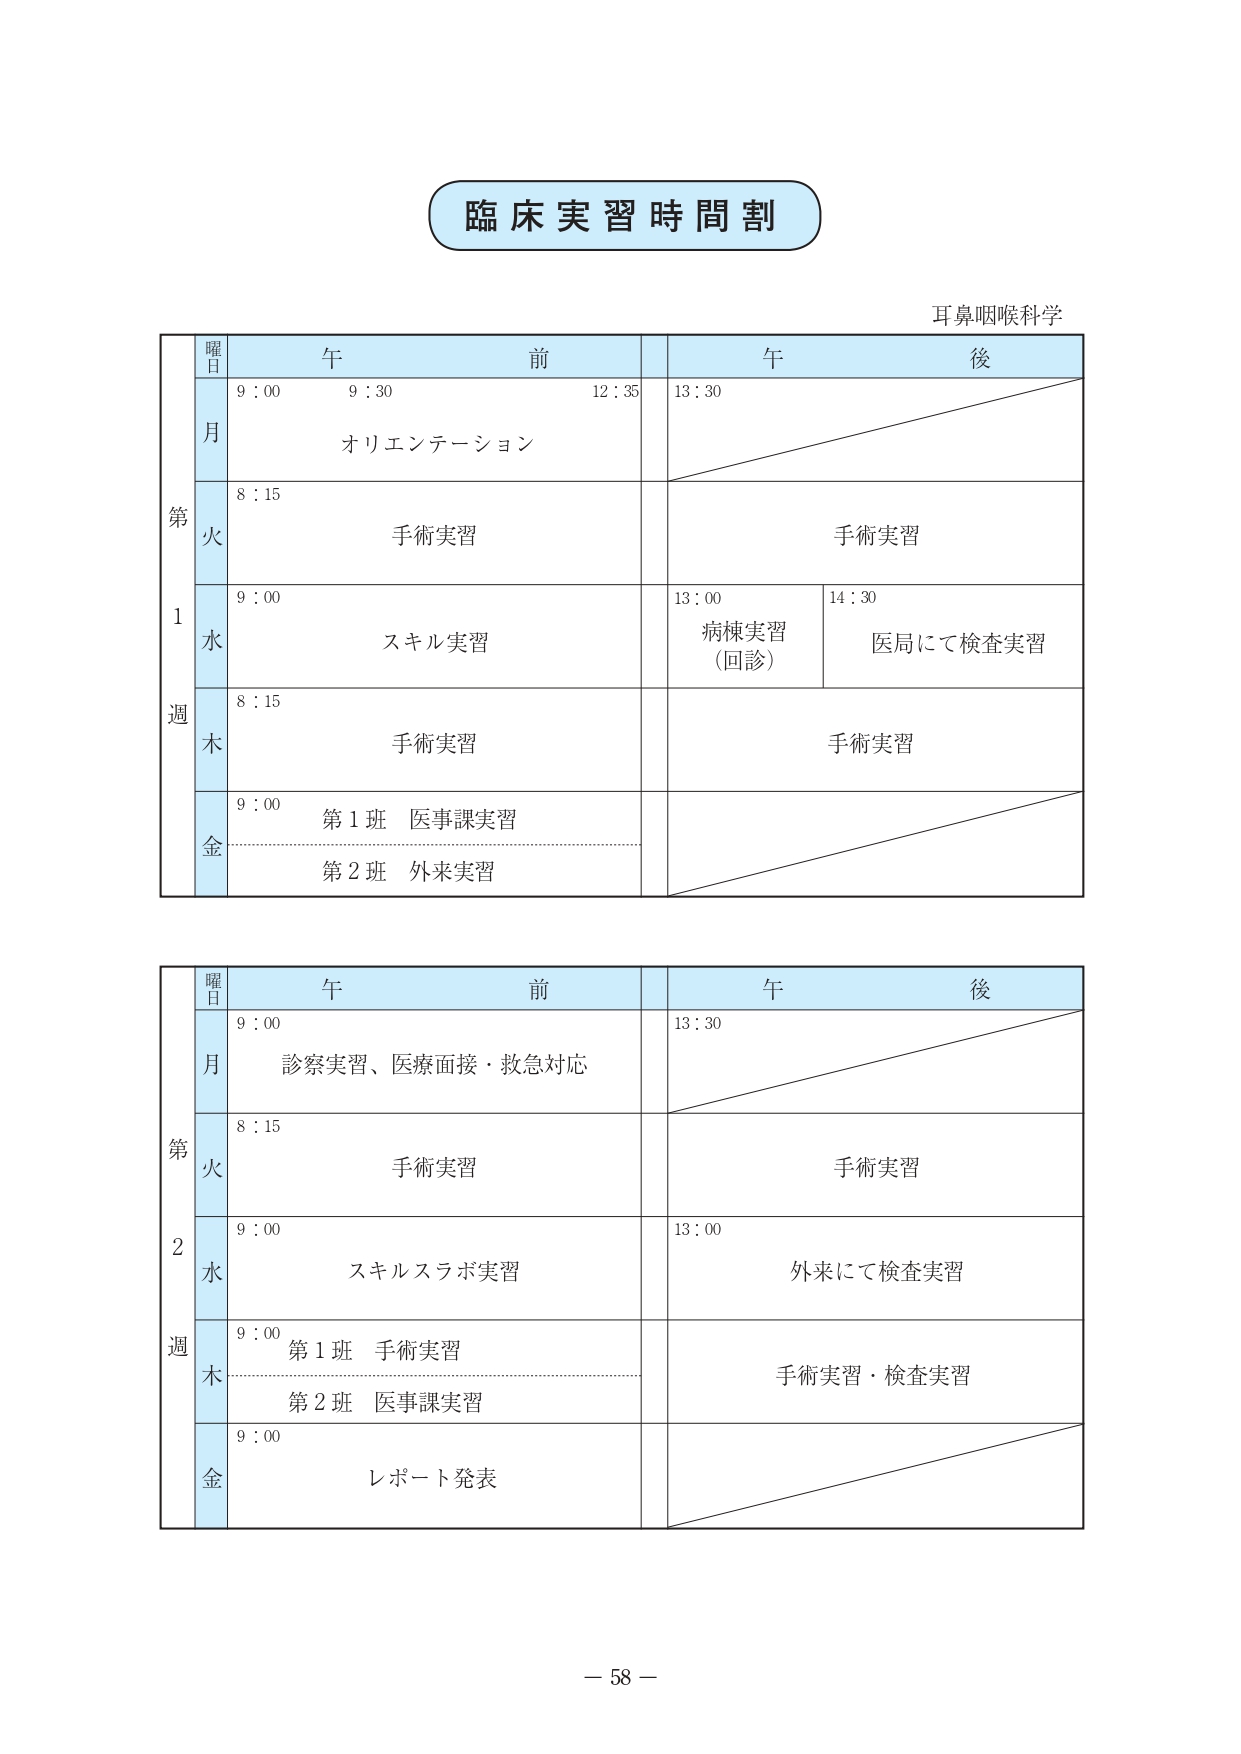 臨床実習時間割
耳鼻咽喉科学
曜日 午前 午後
第1週
月 9：00 9：30 12：35 13：30
オリエンテーション
火 8：15
手術実習 手術実習
水 9：00 13：00 14：30
スキル実習 病棟実習 医局にて検査実習
（回診）
木 8：15
手術実習 手術実習
金 9：00 第1班 医事課実習
第2班 外来実習
曜日 午前 午後
第2週
月 9：00 13：30
診察実習、医療面接・救急対応
火 8：15
手術実習 手術実習
水 9：00 13：00
スキルスラボ実習 外来にて検査実習
木 9：00 第1班 手術実習
手術実習・検査実習
第2班 医事課実習
金 9：00
レポート発表
― 58 ―